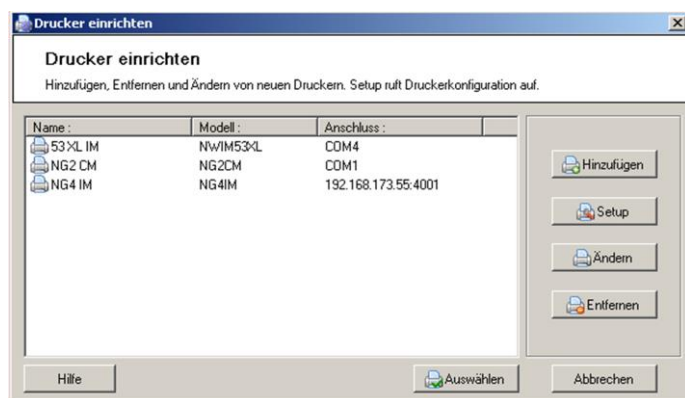 Drucker einrichten
Drucker einrichten
Hinzufügen, Entfernen und Ändern von neuen Druckern. Setup ruft Druckerkonfiguration auf.
Name : Modell : Anschluss :
53 XL IM NWIM53XL COM4
NG2 CM NG2CM COM1
NG4 IM NG4IM 192.168.173.55:4001
Hinzufügen
Setup
Ändern
Entfernen
Hilfe Auswählen Abbrechen